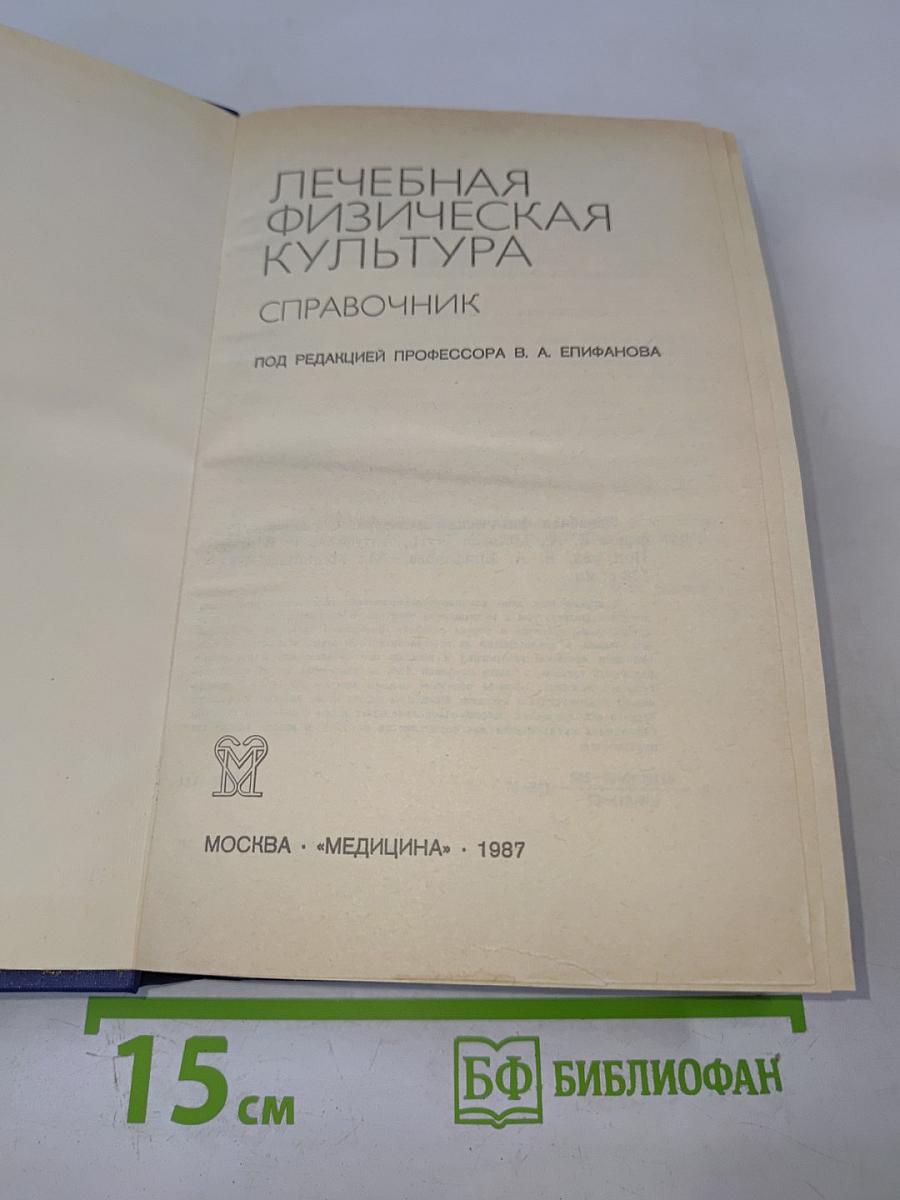 ЛЕЧЕБНАЯ
ФИЗИЧЕСКАЯ
КУЛЬТУРА
СПРАВОЧНИК
ПОД РЕДАКЦИЕЙ ПРОФЕССОРА В. А. ЕПИФАНОВА
МОСКВА · «МЕДИЦИНА» · 1987
15 см
БФ БИБЛИОФАН